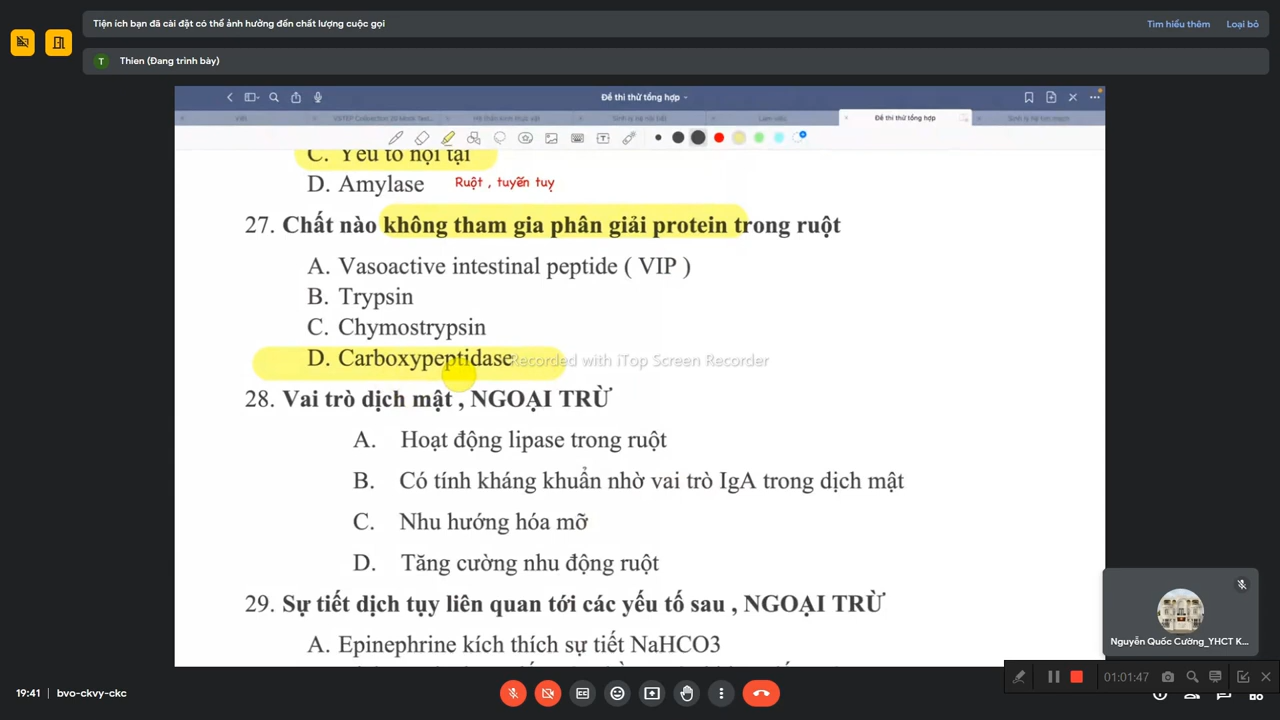 Tiện ích bạn đã cài đặt có thể ảnh hưởng đến chất lượng cuộc gọi
Tìm hiểu thêm
Loại bỏ
T
Thien (Đang trình bày)
Đề thi thử tổng hợp
Đề thi thử tổng hợp
C. Yếu tố nội tại
D. Amylase
Ruột , tuyến tuỵ
27. Chất nào không tham gia phân giải protein trong ruột
A. Vasoactive intestinal peptide ( VIP )
B. Trypsin
C. Chymostrypsin
D. Carboxypeptidase
Recorded with iTop Screen Recorder
28. Vai trò dịch mật , NGOẠI TRỪ
A. Hoạt động lipase trong ruột
B. Có tính kháng khuẩn nhờ vai trò IgA trong dịch mật
C. Nhu hướng hóa mỡ
D. Tăng cường nhu động ruột
29. Sự tiết dịch tụy liên quan tới các yếu tố sau , NGOẠI TRỪ
A. Epinephrine kích thích sự tiết NaHCO3
Nguyễn Quốc Cường_YHCT K...
01:01:47
19:41
bvo-ckvy-ckc